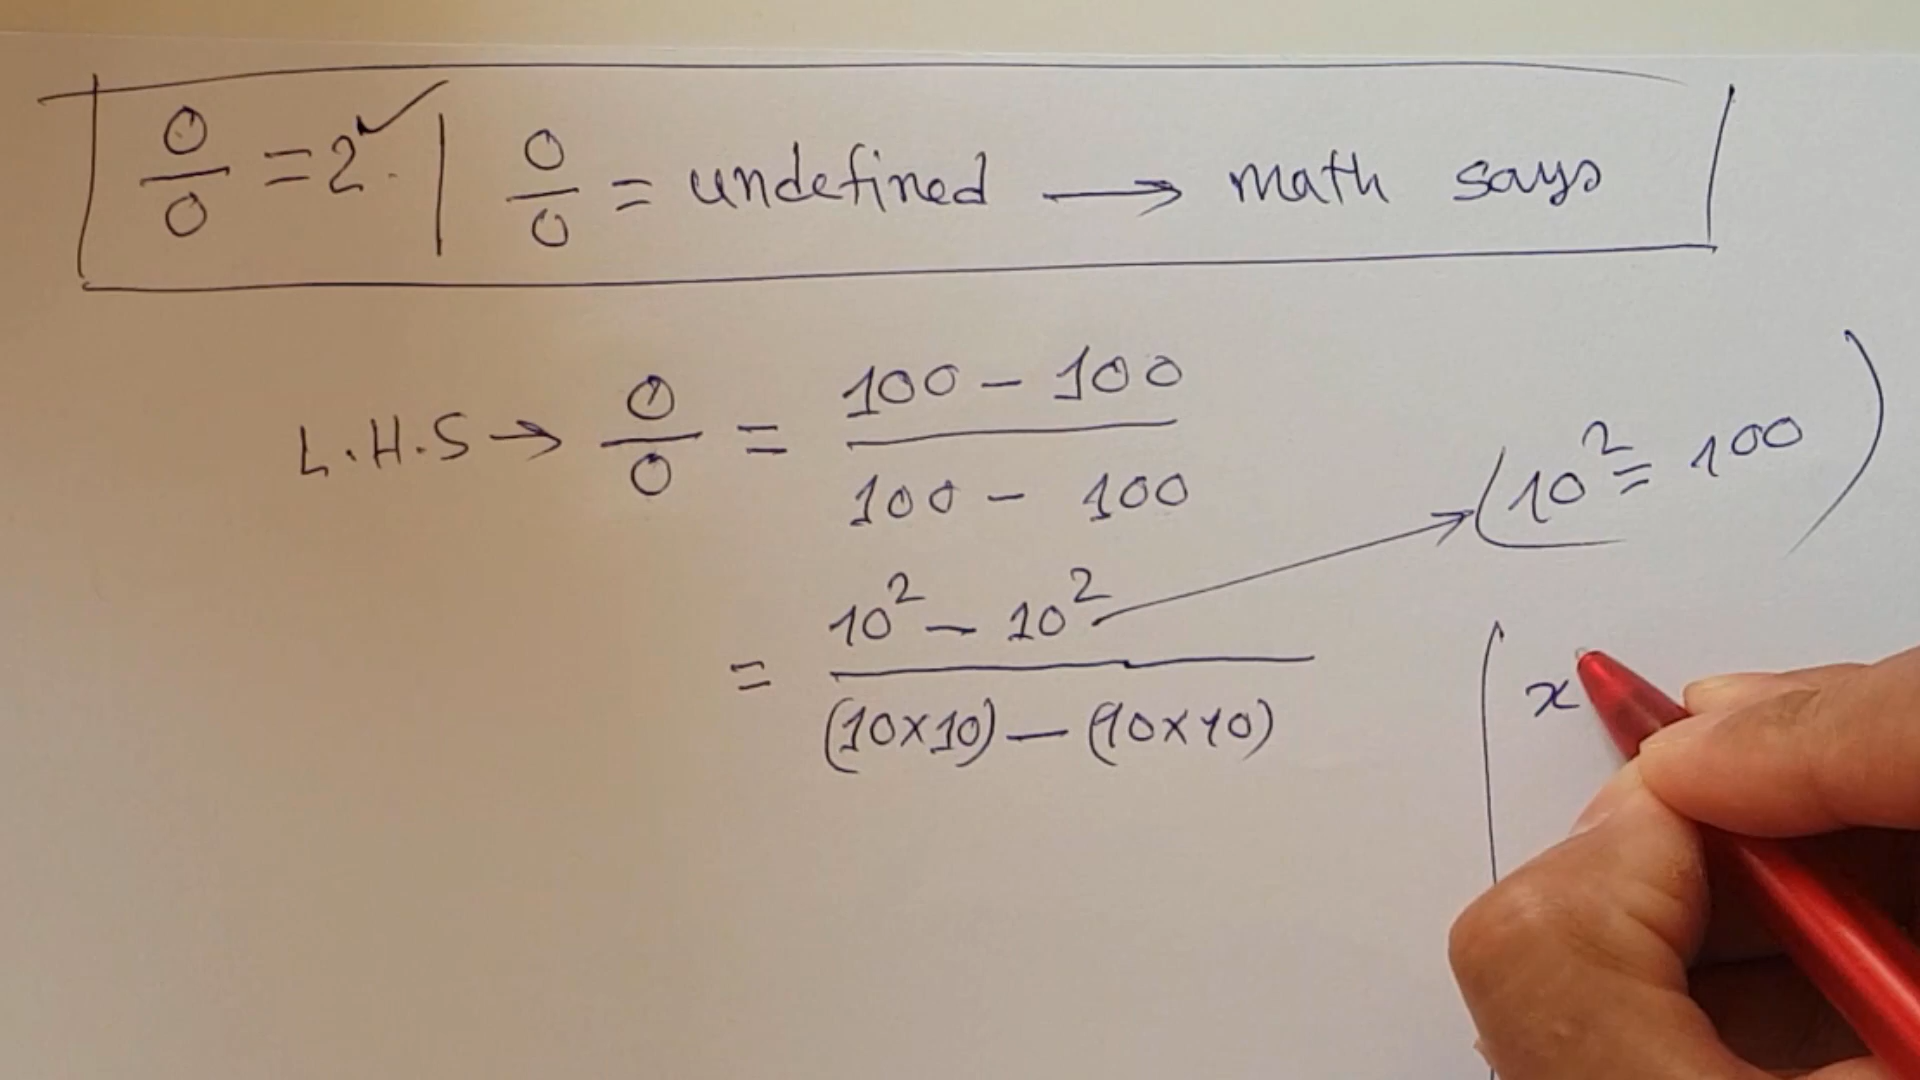 0/0 = 2. ✓ | 0/0 = undefined → math says
L.H.S → 0/0 = (100 - 100)/(100 - 100)
(10² = 100)
= (10² - 10²)/((10×10) - (10×10))
x